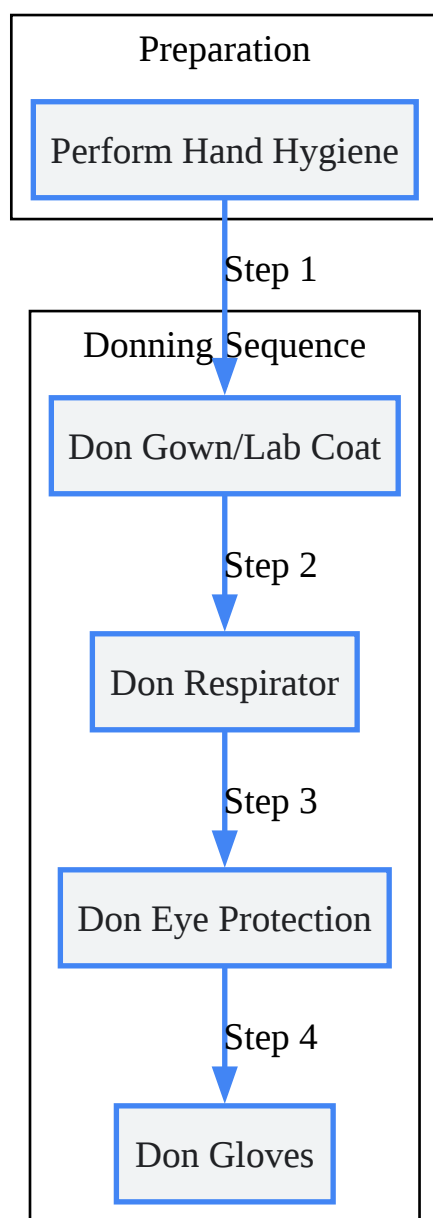 Preparation
Perform Hand Hygiene
Step 1
Donning Sequence
Don Gown/Lab Coat
Step 2
Don Respirator
Step 3
Don Eye Protection
Step 4
Don Gloves